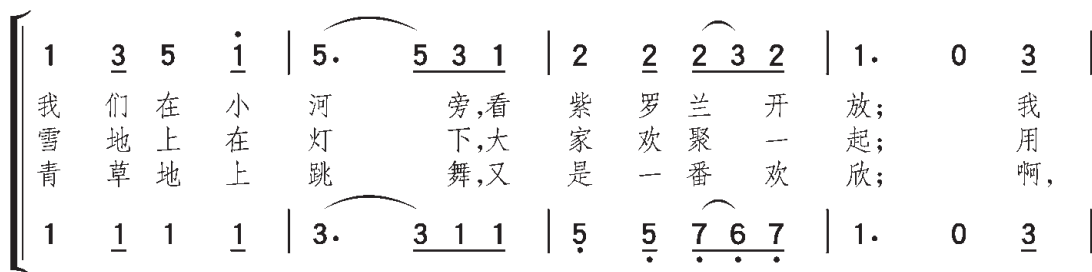 1 3 5 1 | 5. 5 3 1 | 2 2 2 3 2 | 1. 0 3 |
我 们 在 小 河 旁,看 紫 罗 兰 开 放; 我
雪 地 上 在 灯 下,大 家 欢 聚 一 起; 用
青 草 地 上 跳 舞,又 是 一 番 欢 欣; 啊,
1 1 1 1 | 3. 3 1 1 | 5 5 7 6 7 | 1. 0 3 |